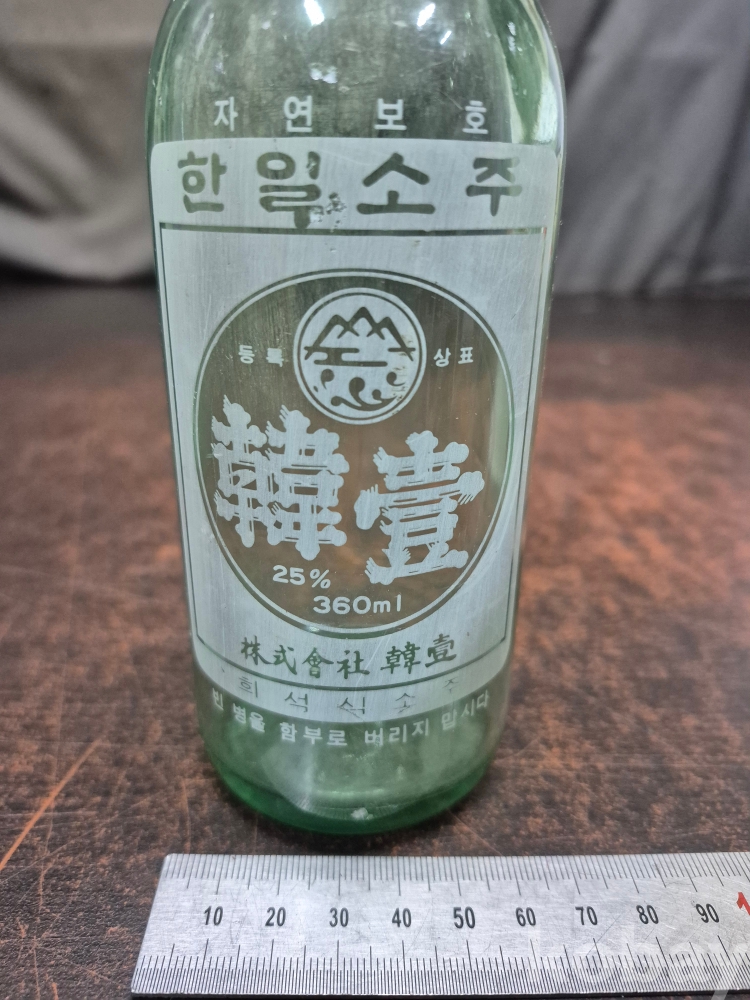 자 연 보 호
한일소주
등록 상표
韓壹
25%
360ml
株式會社 韓壹
희석식소주
빈 병을 함부로 버리지 맙시다
10 20 30 40 50 60 70 80 90